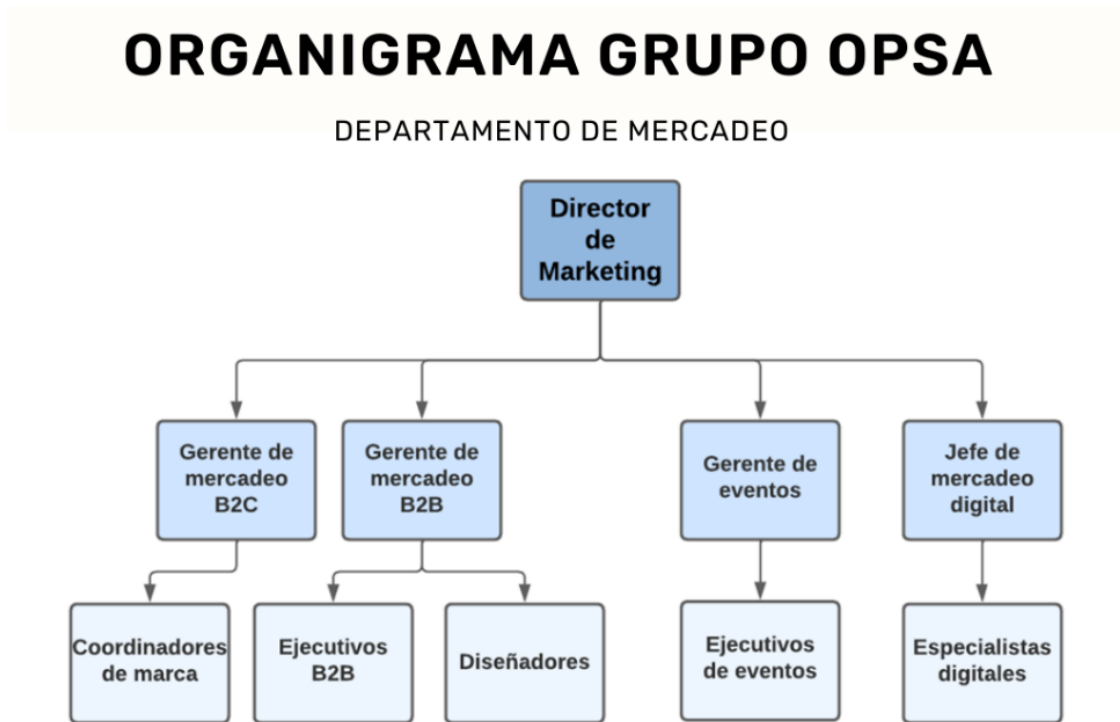 ORGANIGRAMA GRUPO OPSA
DEPARTAMENTO DE MERCADEO
Director
de
Marketing
Gerente de
mercadeo
B2C
Gerente de
mercadeo
B2B
Gerente de
eventos
Jefe de
mercadeo
digital
Coordinadores
de marca
Ejecutivos
B2B
Diseñadores
Ejecutivos
de eventos
Especialistas
digitales